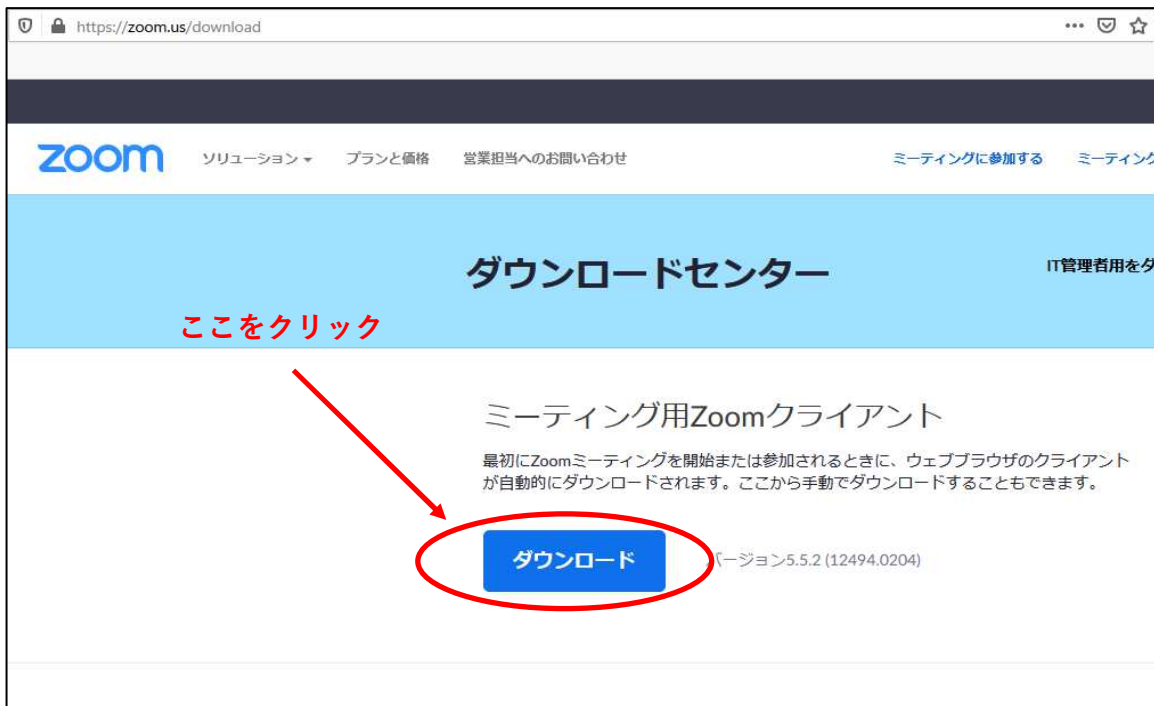 https://zoom.us/download
zoom
ソリューション
プランと価格
営業担当へのお問い合わせ
ミーティングに参加する
ミーティング
ダウンロードセンター
IT管理者用をダ
ここをクリック
ミーティング用Zoomクライアント
最初にZoomミーティングを開始または参加されるときに、ウェブブラウザのクライアント
が自動的にダウンロードされます。ここから手動でダウンロードすることもできます。
ダウンロード
バージョン5.5.2 (12494.0204)